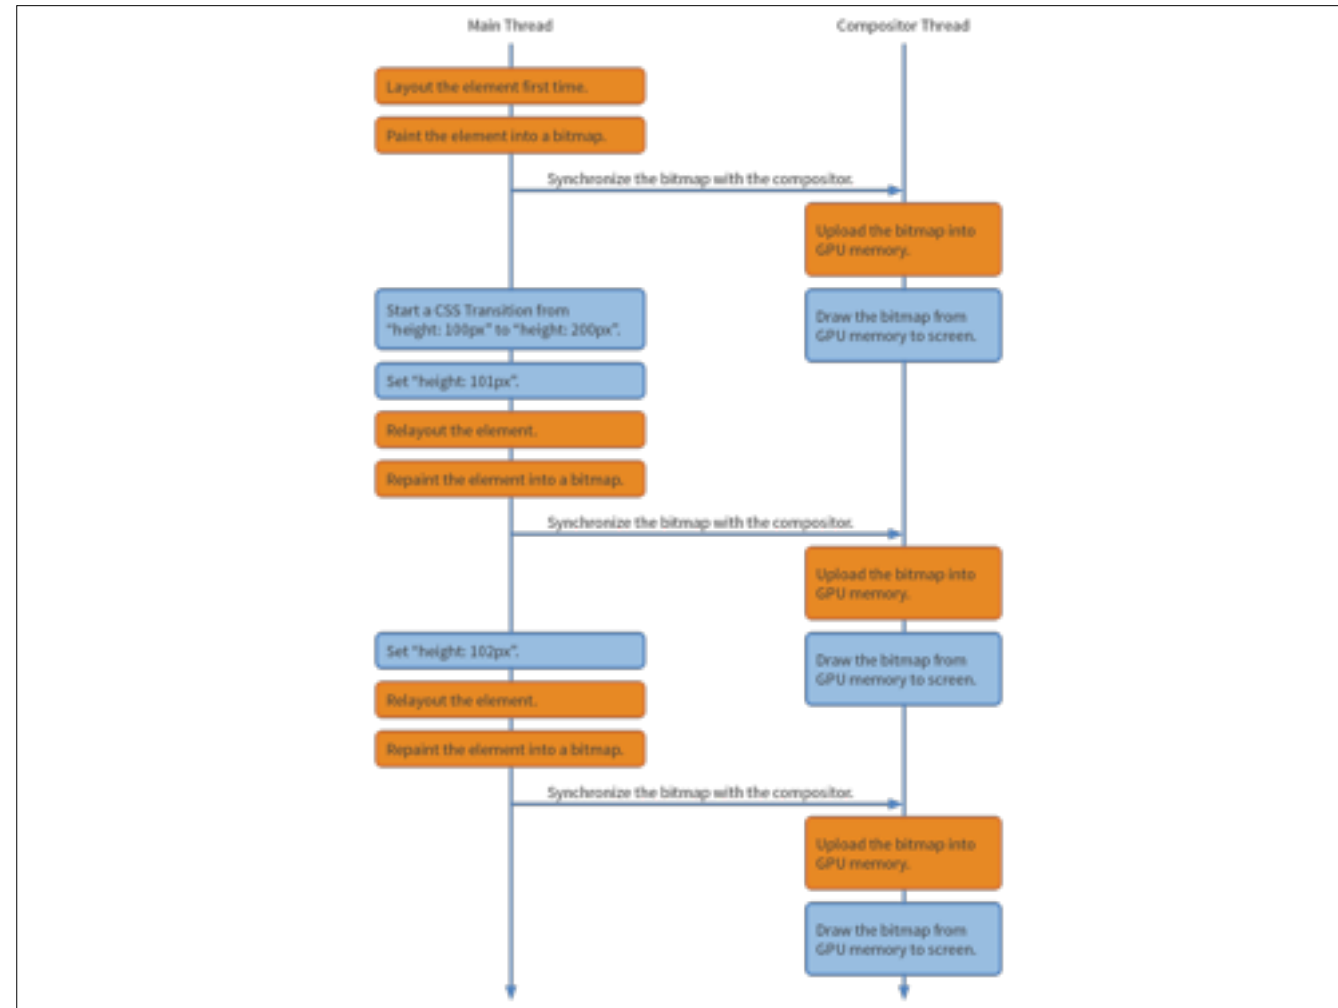 Main Thread
Compositor Thread
Layout the element first time.
Paint the element into a bitmap.
Synchronize the bitmap with the compositor.
Upload the bitmap into
GPU memory.
Start a CSS Transition from
“height: 100px” to “height: 200px”.
Draw the bitmap from
GPU memory to screen.
Set “height: 101px”.
Relayout the element.
Repaint the element into a bitmap.
Synchronize the bitmap with the compositor.
Upload the bitmap into
GPU memory.
Set “height: 102px”.
Draw the bitmap from
GPU memory to screen.
Relayout the element.
Repaint the element into a bitmap.
Synchronize the bitmap with the compositor.
Upload the bitmap into
GPU memory.
Draw the bitmap from
GPU memory to screen.